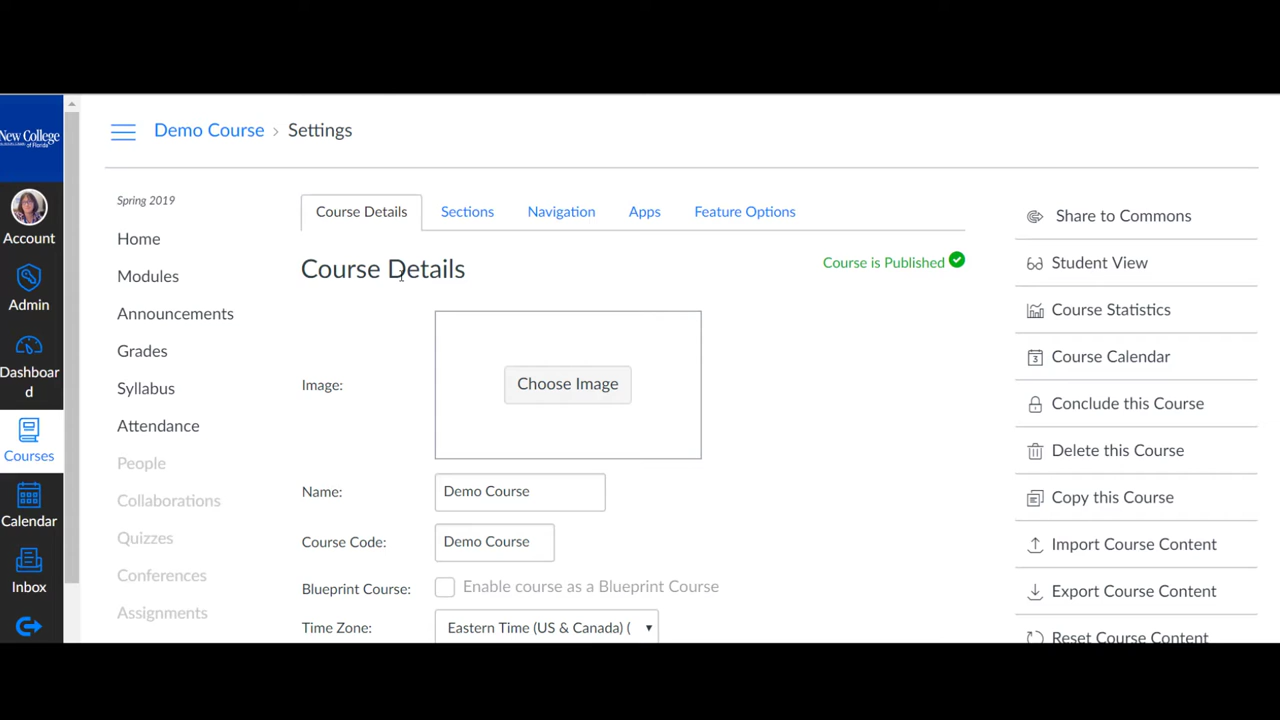 New College
of Florida
Account
Admin
Dashboar
d
Courses
Calendar
Inbox
Demo Course › Settings
Spring 2019
Home
Modules
Announcements
Grades
Syllabus
Attendance
People
Collaborations
Quizzes
Conferences
Assignments
Course Details Sections Navigation Apps Feature Options
Course Details
Course is Published
Image:
Choose Image
Name: Demo Course
Course Code: Demo Course
Blueprint Course: Enable course as a Blueprint Course
Time Zone: Eastern Time (US & Canada) (
Share to Commons
Student View
Course Statistics
3 Course Calendar
Conclude this Course
Delete this Course
Copy this Course
Import Course Content
Export Course Content
Reset Course Content